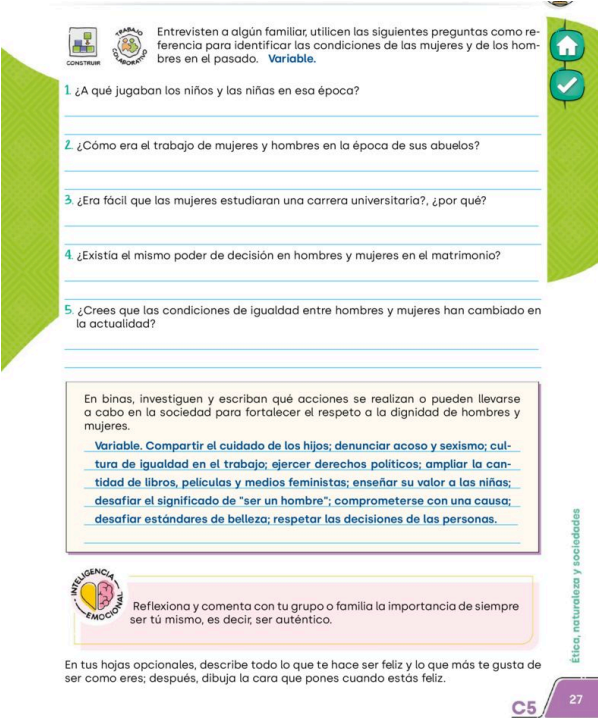 CONSTRUIR
TRABAJO COLABORATIVO
Entrevisten a algún familiar, utilicen las siguientes preguntas como re-
ferencia para identificar las condiciones de las mujeres y de los hom-
bres en el pasado. Variable.
1. ¿A qué jugaban los niños y las niñas en esa época?
2. ¿Cómo era el trabajo de mujeres y hombres en la época de sus abuelos?
3. ¿Era fácil que las mujeres estudiaran una carrera universitaria?, ¿por qué?
4. ¿Existía el mismo poder de decisión en hombres y mujeres en el matrimonio?
5. ¿Crees que las condiciones de igualdad entre hombres y mujeres han cambiado en
la actualidad?
En binas, investiguen y escriban qué acciones se realizan o pueden llevarse
a cabo en la sociedad para fortalecer el respeto a la dignidad de hombres y
mujeres.
Variable. Compartir el cuidado de los hijos; denunciar acoso y sexismo; cul-
tura de igualdad en el trabajo; ejercer derechos políticos; ampliar la can-
tidad de libros, películas y medios feministas; enseñar su valor a las niñas;
desafiar el significado de "ser un hombre"; comprometerse con una causa;
desafiar estándares de belleza; respetar las decisiones de las personas.
INTELIGENCIA EMOCIONAL
Reflexiona y comenta con tu grupo o familia la importancia de siempre
ser tú mismo, es decir, ser auténtico.
En tus hojas opcionales, describe todo lo que te hace ser feliz y lo que más te gusta de
ser como eres; después, dibuja la cara que pones cuando estás feliz.
Ética, naturaleza y sociedades
C5
27